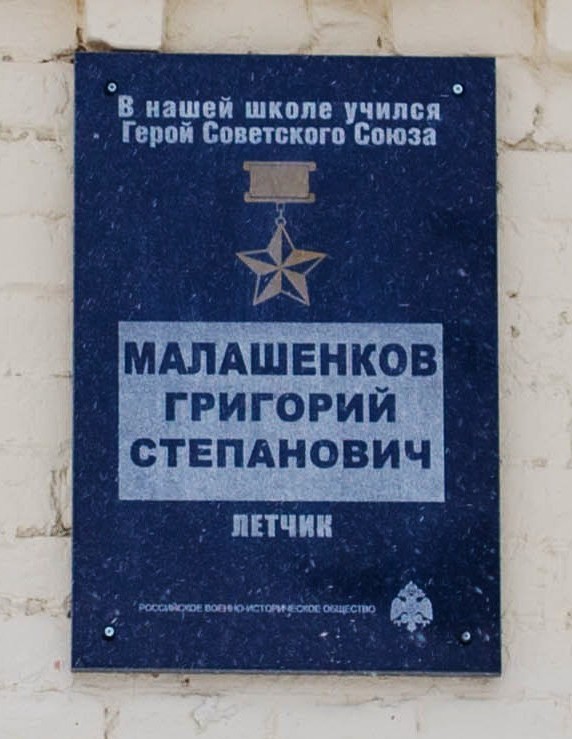 В нашей школе учился
Герой Советского Союза
МАЛАШЕНКОВ
ГРИГОРИЙ
СТЕПАНОВИЧ
ЛЕТЧИК
РОССИЙСКОЕ ВОЕННО-ИСТОРИЧЕСКОЕ ОБЩЕСТВО